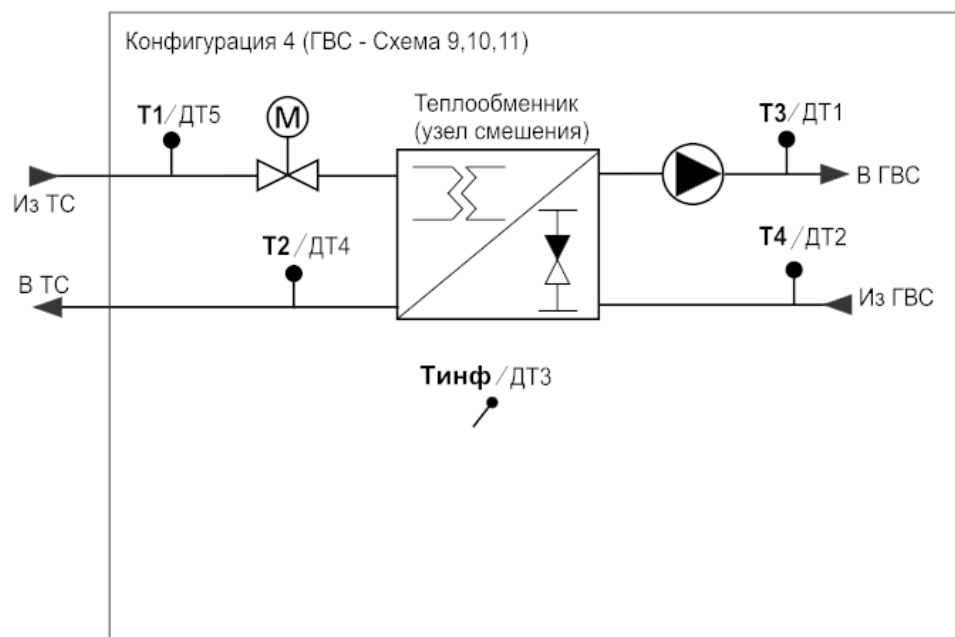 Конфигурация 4 (ГВС - Схема 9,10,11)
Т1/ДТ5
М
Теплообменник
(узел смешения)
Т3/ДТ1
Из ТС
В ГВС
Т2/ДТ4
Т4/ДТ2
В ТС
Из ГВС
Тинф/ДТ3